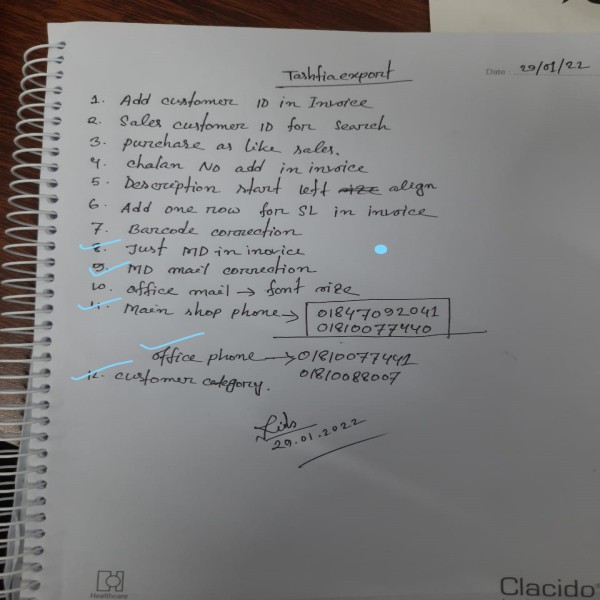 Tashfiaexport
Date 29/01/22
1. Add customer ID in Invoice
2. Sales customer ID for search
3. purchase as like sales.
4. chalan No add in invoice
5. Description start left align
6. Add one row for SL in invoice
7. Barcode correction
8. Just MD in invoice
9. MD mail correction
10. office mail → font size
11. Main shop phone → 01847092041
01810077440
office phone → 01810077441
01810088007
12. customer category.
29.01.2022
Healthcare
Clacido